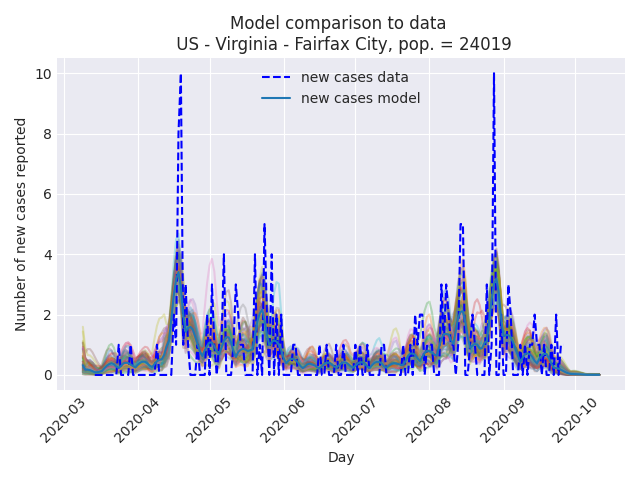 Model comparison to data
US - Virginia - Fairfax City, pop. = 24019
new cases data
new cases model
Number of new cases reported
10
8
6
4
2
0
2020-03
2020-04
2020-05
2020-06
2020-07
2020-08
2020-09
2020-10
Day